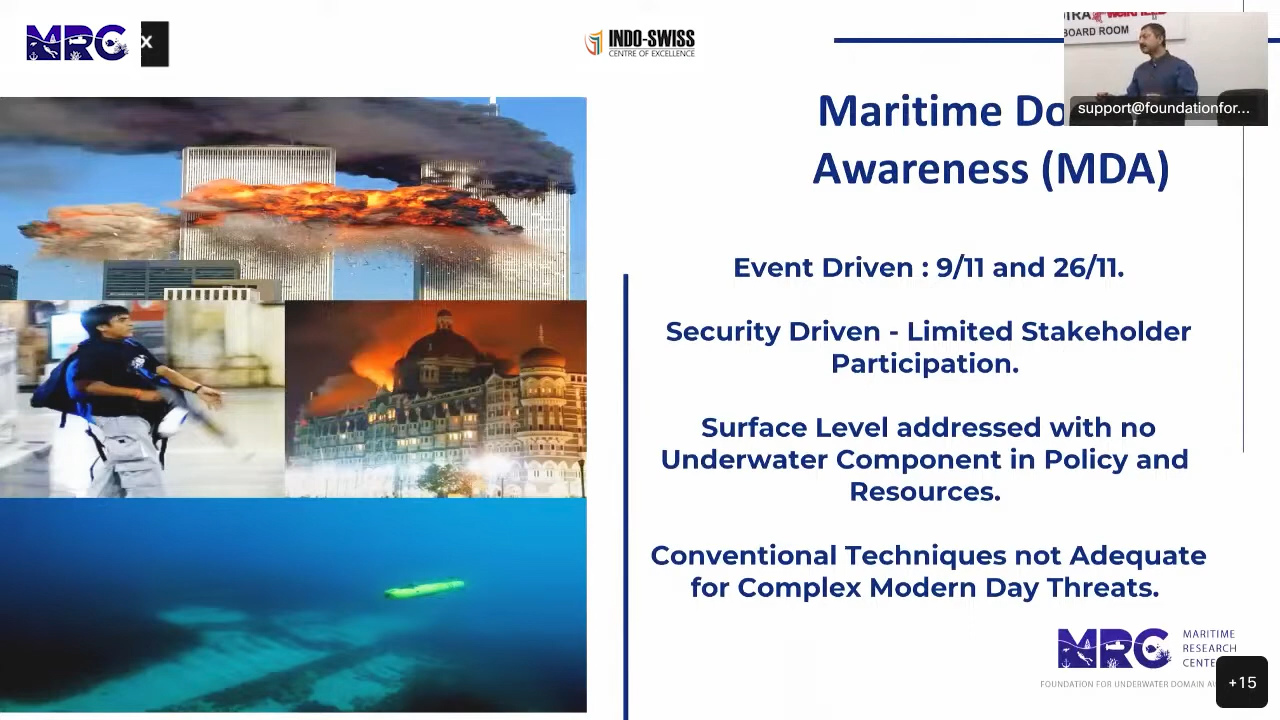 MRC
x
INDO-SWISS
CENTRE OF EXCELLENCE
BOARD ROOM
support@foundationfor...
Maritime Do
Awareness (MDA)
Event Driven : 9/11 and 26/11.
Security Driven - Limited Stakeholder
Participation.
Surface Level addressed with no
Underwater Component in Policy and
Resources.
Conventional Techniques not Adequate
for Complex Modern Day Threats.
MRC
MARITIME
RESEARCH
CENTE
FOUNDATION FOR UNDERWATER DOMAIN
+15